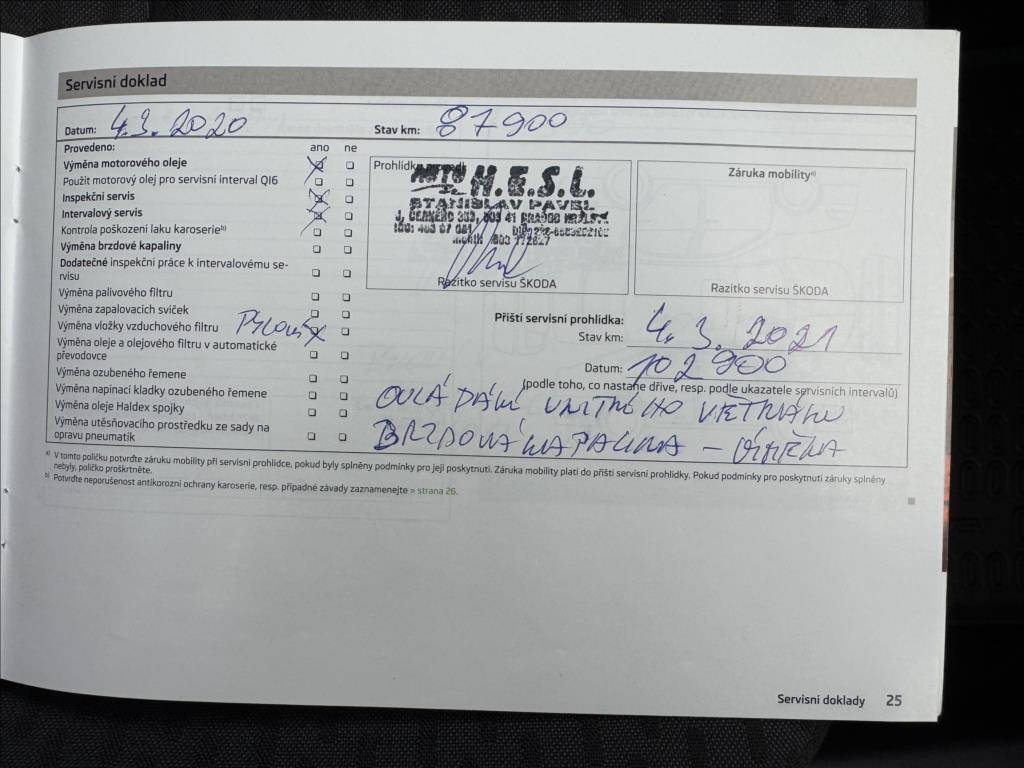 Servisní doklad
Datum: 4.3. 2020 Stav km: 87900
Provedeno: ano ne
Výměna motorového oleje
Použit motorový olej pro servisní interval QI6
Inspekční servis
Intervalový servis
Kontrola poškození laku karoserieᵇ⁾
Výměna brzdové kapaliny
Dodatečné inspekční práce k intervalovému se-
rvisu
Výměna palivového filtru
Výměna zapalovacích svíček
Výměna vložky vzduchového filtru
Výměna oleje a olejového filtru v automatické
převodovce
Výměna ozubeného řemene
Výměna napínací kladky ozubeného řemene
Výměna oleje Haldex spojky
Výměna utěsňovacího prostředku ze sady na
opravu pneumatik
Prohlídka
AUTO H.E.S.L.
STANISLAV PAVEL
Razítko servisu ŠKODA
Záruka mobilityᵃ⁾
Razítko servisu ŠKODA
Příští servisní prohlídka:
Stav km: 4. 3. 2021
Datum: 102 900
(podle toho, co nastane dříve, resp. podle ukazatele servisních intervalů)
BRZDOVÁ KAPALINA –
ᵃ⁾ V tomto políčku potvrďte záruku mobility při servisní prohlídce, pokud byly splněny podmínky pro její poskytnutí. Záruka mobility platí do příští servisní prohlídky. Pokud podmínky pro poskytnutí záruky splněny
nebyly, políčko proškrtněte.
ᵇ⁾ Potvrďte neporušenost antikorozní ochrany karoserie, resp. případné závady zaznamenejte » strana 26.
Servisní doklady 25